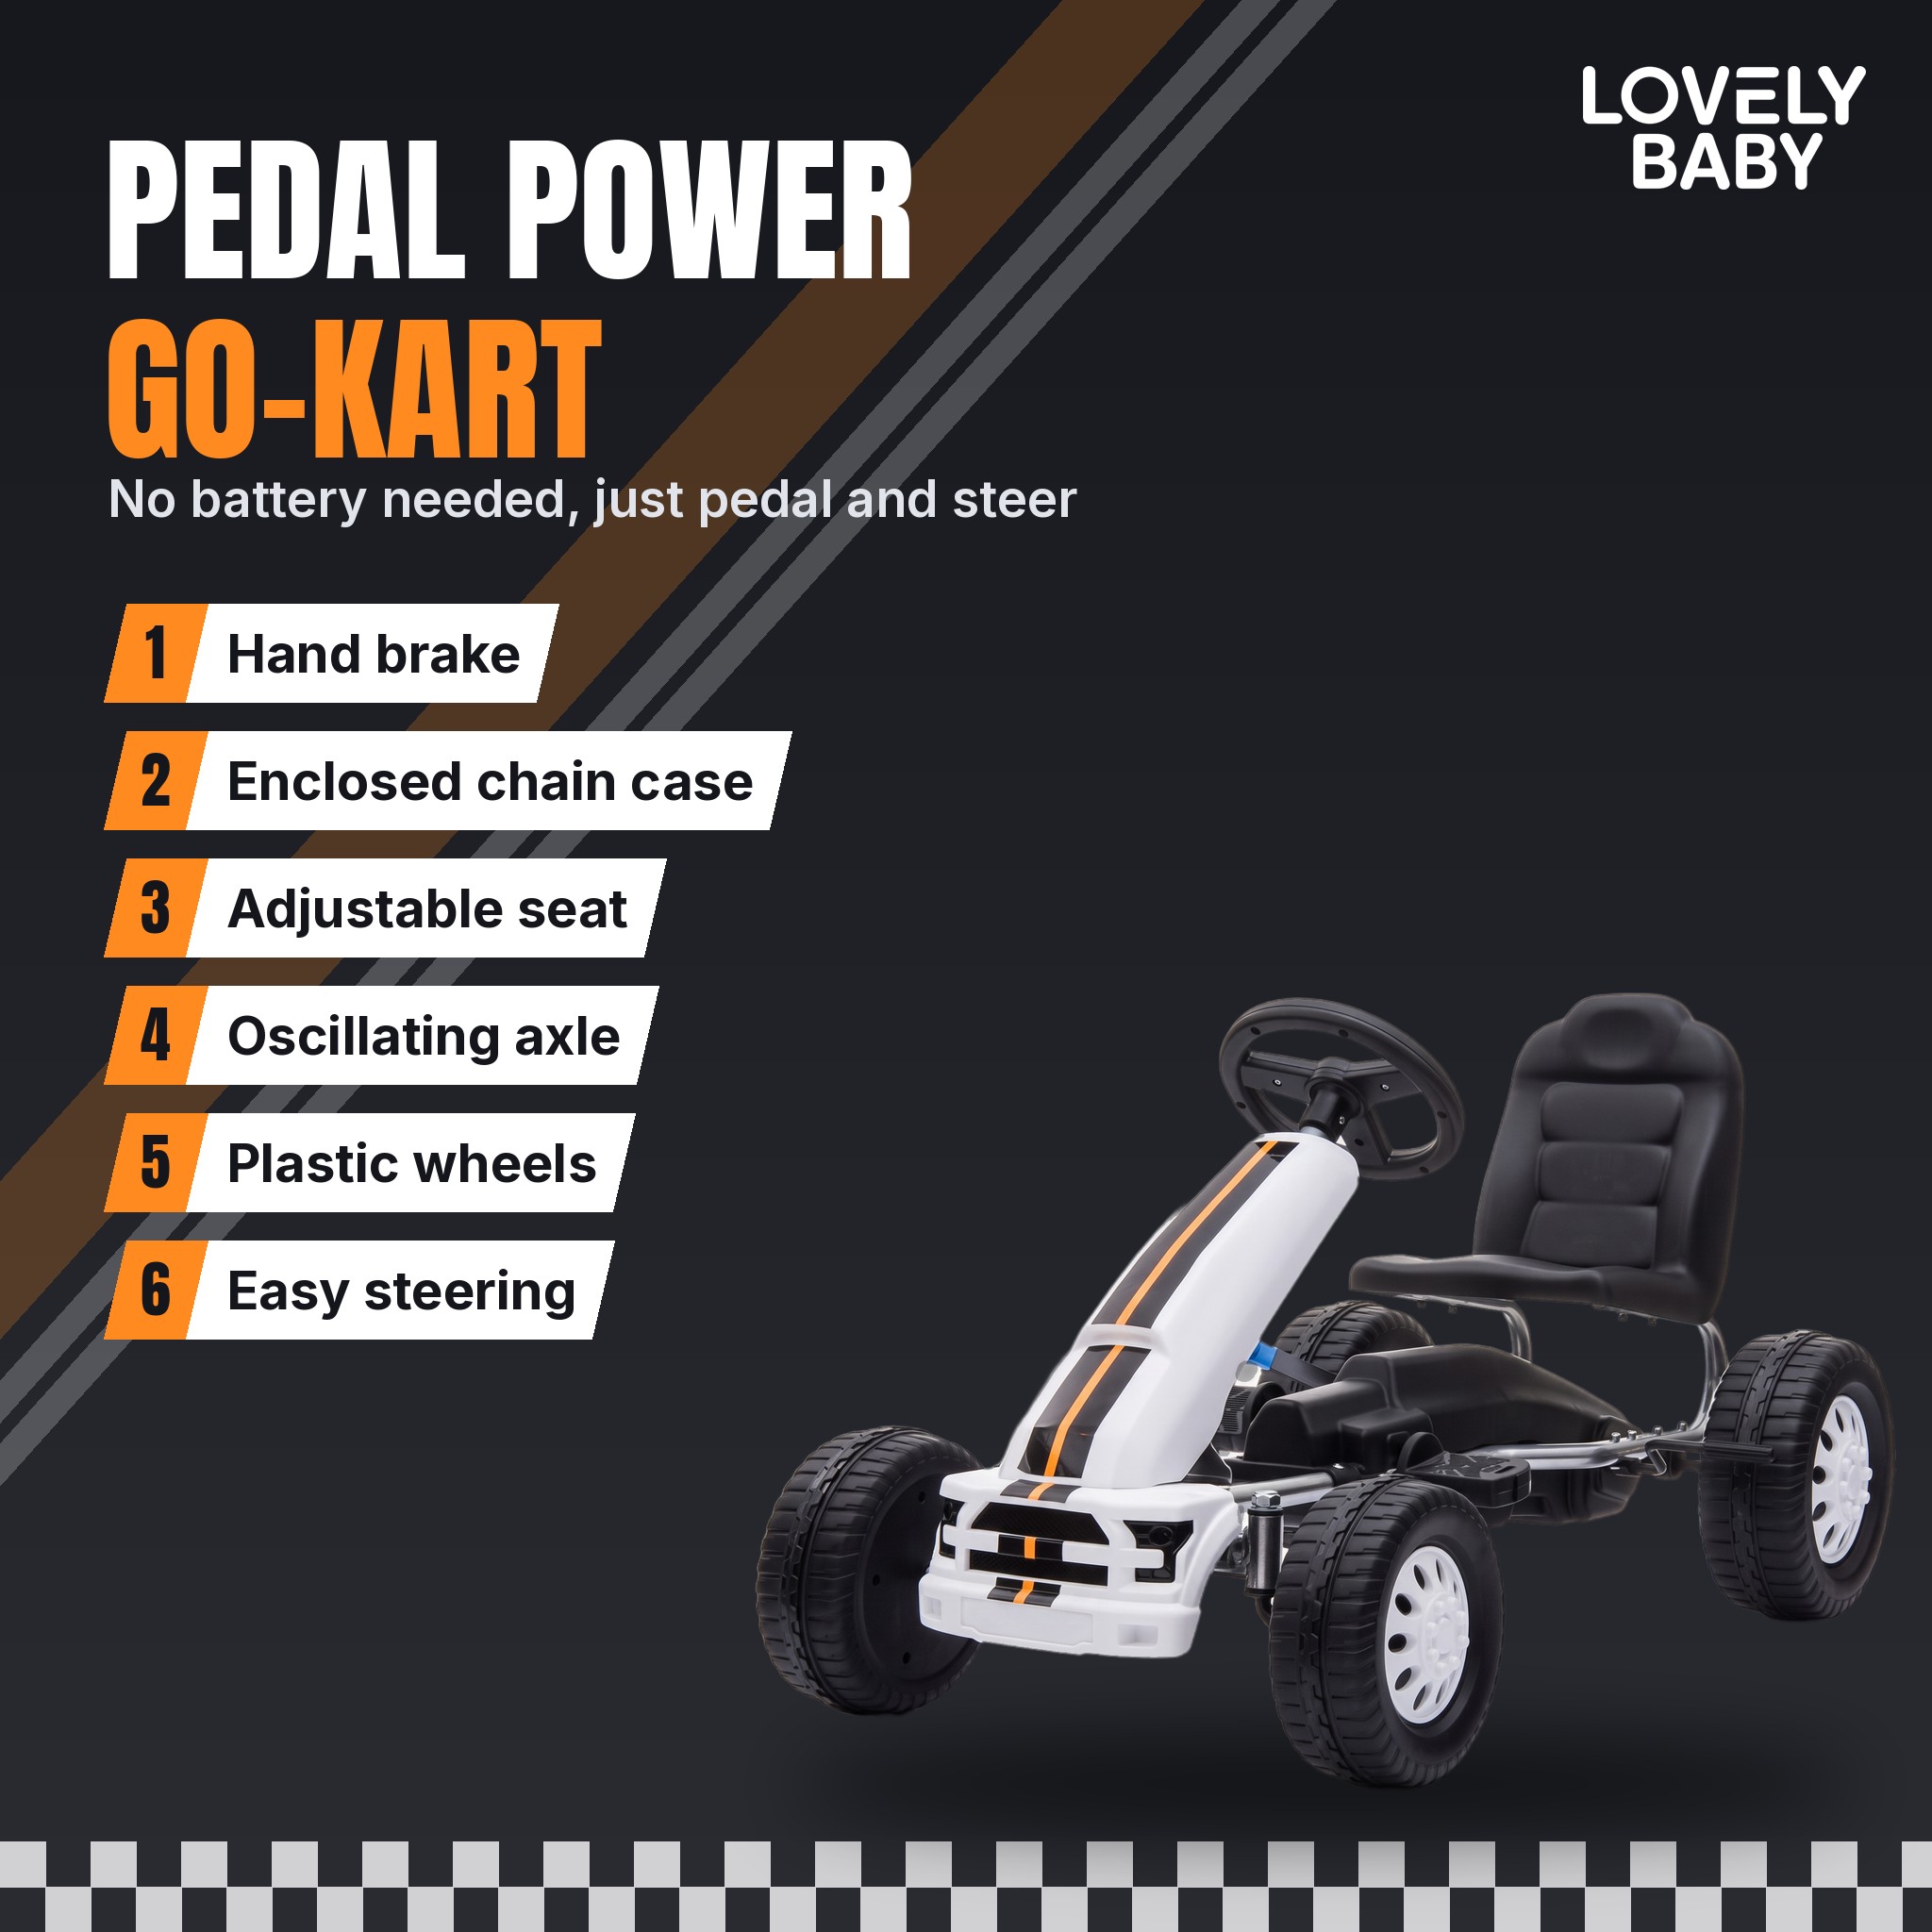 LOVELY
BABY
PEDAL POWER
GO-KART
No battery needed, just pedal and steer
1 Hand brake
2 Enclosed chain case
3 Adjustable seat
4 Oscillating axle
5 Plastic wheels
6 Easy steering